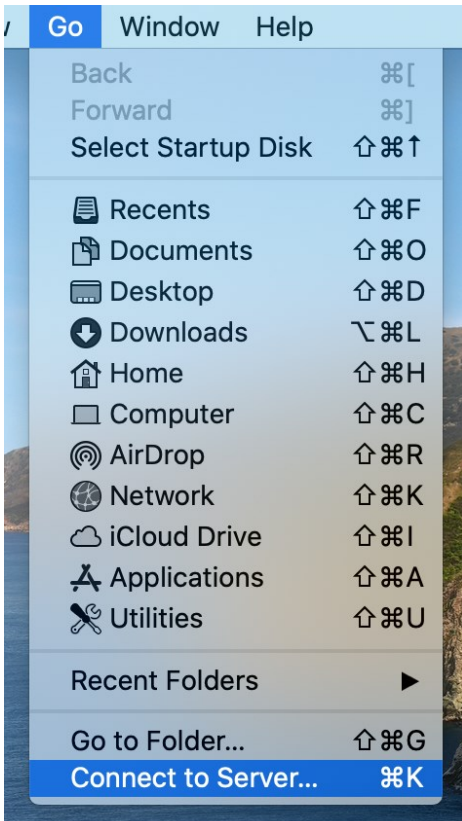 Go Window Help
Back ⌘[
Forward ⌘]
Select Startup Disk ⇧⌘↑
Recents ⇧⌘F
Documents ⇧⌘O
Desktop ⇧⌘D
Downloads ⌥⌘L
Home ⇧⌘H
Computer ⇧⌘C
AirDrop ⇧⌘R
Network ⇧⌘K
iCloud Drive ⇧⌘I
Applications ⇧⌘A
Utilities ⇧⌘U
Recent Folders ▶
Go to Folder... ⇧⌘G
Connect to Server... ⌘K